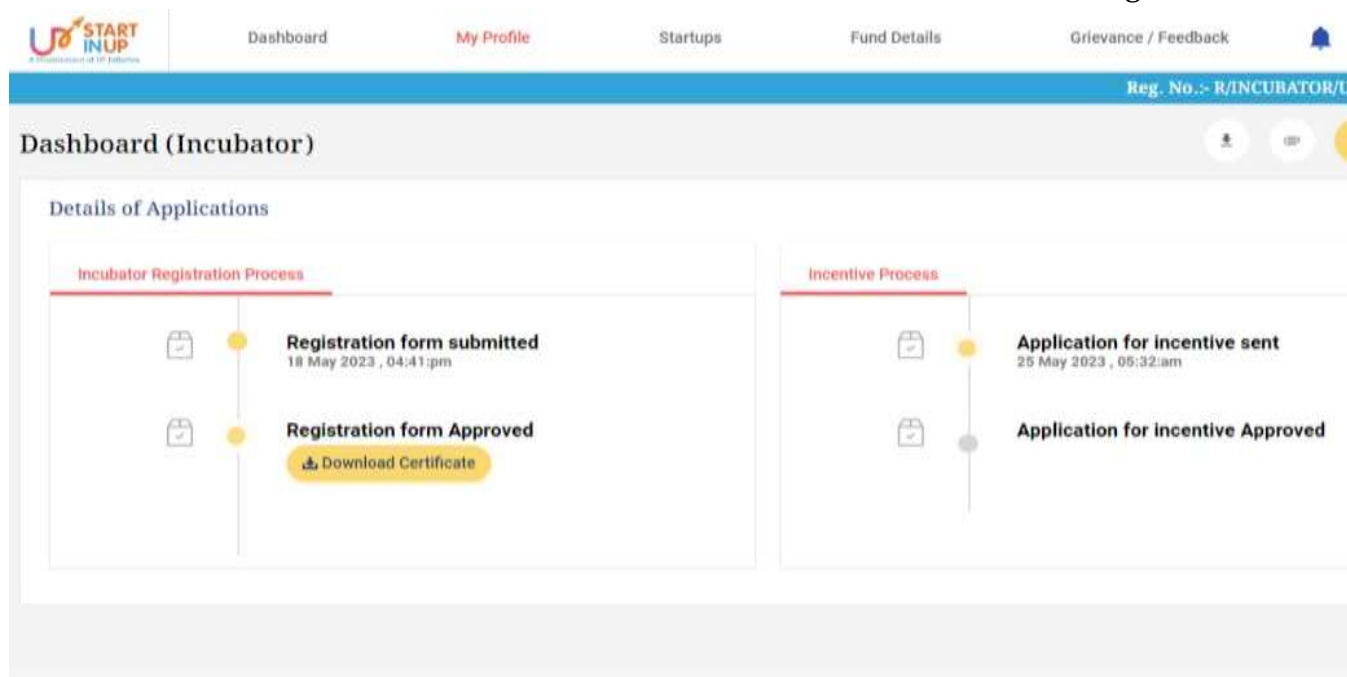 START
IN UP
Dashboard
My Profile
Startups
Fund Details
Grievance / Feedback
Reg. No.:- R/INCUBATOR/U
Dashboard (Incubator)
Details of Applications
Incubator Registration Process
Incentive Process
Registration form submitted
18 May 2023 , 04:41:pm
Application for incentive sent
25 May 2023 , 05:32:am
Registration form Approved
Application for incentive Approved
Download Certificate